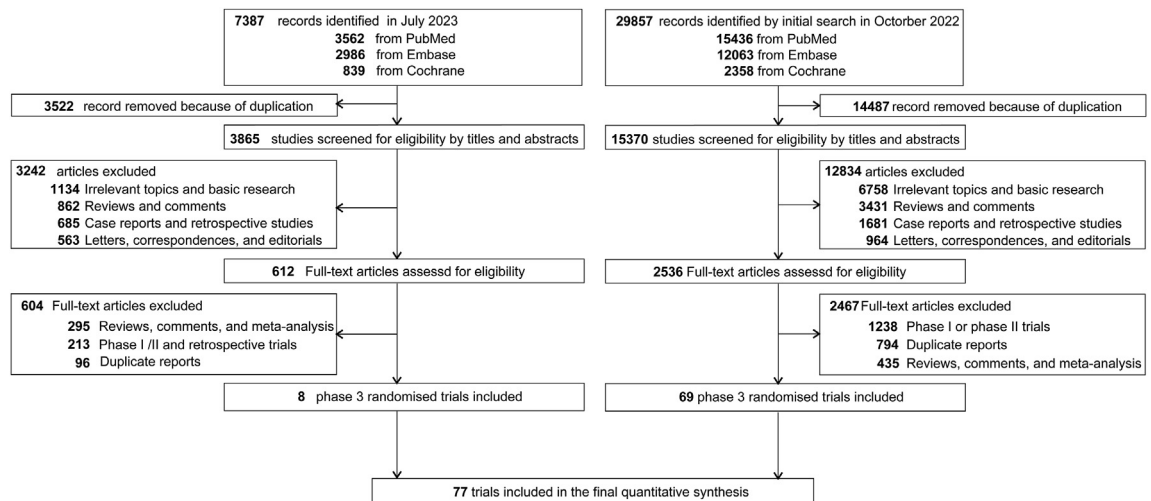 7387 records identified in July 2023
3562 from PubMed
2986 from Embase
839 from Cochrane
29857 records identified by initial search in Octorber 2022
15436 from PubMed
12063 from Embase
2358 from Cochrane
3522 record removed because of duplication
14487 record removed because of duplication
3865 studies screened for eligibility by titles and abstracts
15370 studies screened for eligibility by titles and abstracts
3242 articles excluded
1134 Irrelevant topics and basic research
862 Reviews and comments
685 Case reports and retrospective studies
563 Letters, correspondences, and editorials
12834 articles excluded
6758 Irrelevant topics and basic research
3431 Reviews and comments
1681 Case reports and retrospective studies
964 Letters, correspondences, and editorials
612 Full-text articles assessd for eligibility
2536 Full-text articles assessd for eligibility
604 Full-text articles excluded
295 Reviews, comments, and meta-analysis
213 Phase I /II and retrospective trials
96 Duplicate reports
2467 Full-text articles excluded
1238 Phase I or phase II trials
794 Duplicate reports
435 Reviews, comments, and meta-analysis
8 phase 3 randomised trials included
69 phase 3 randomised trials included
77 trials included in the final quantitative synthesis